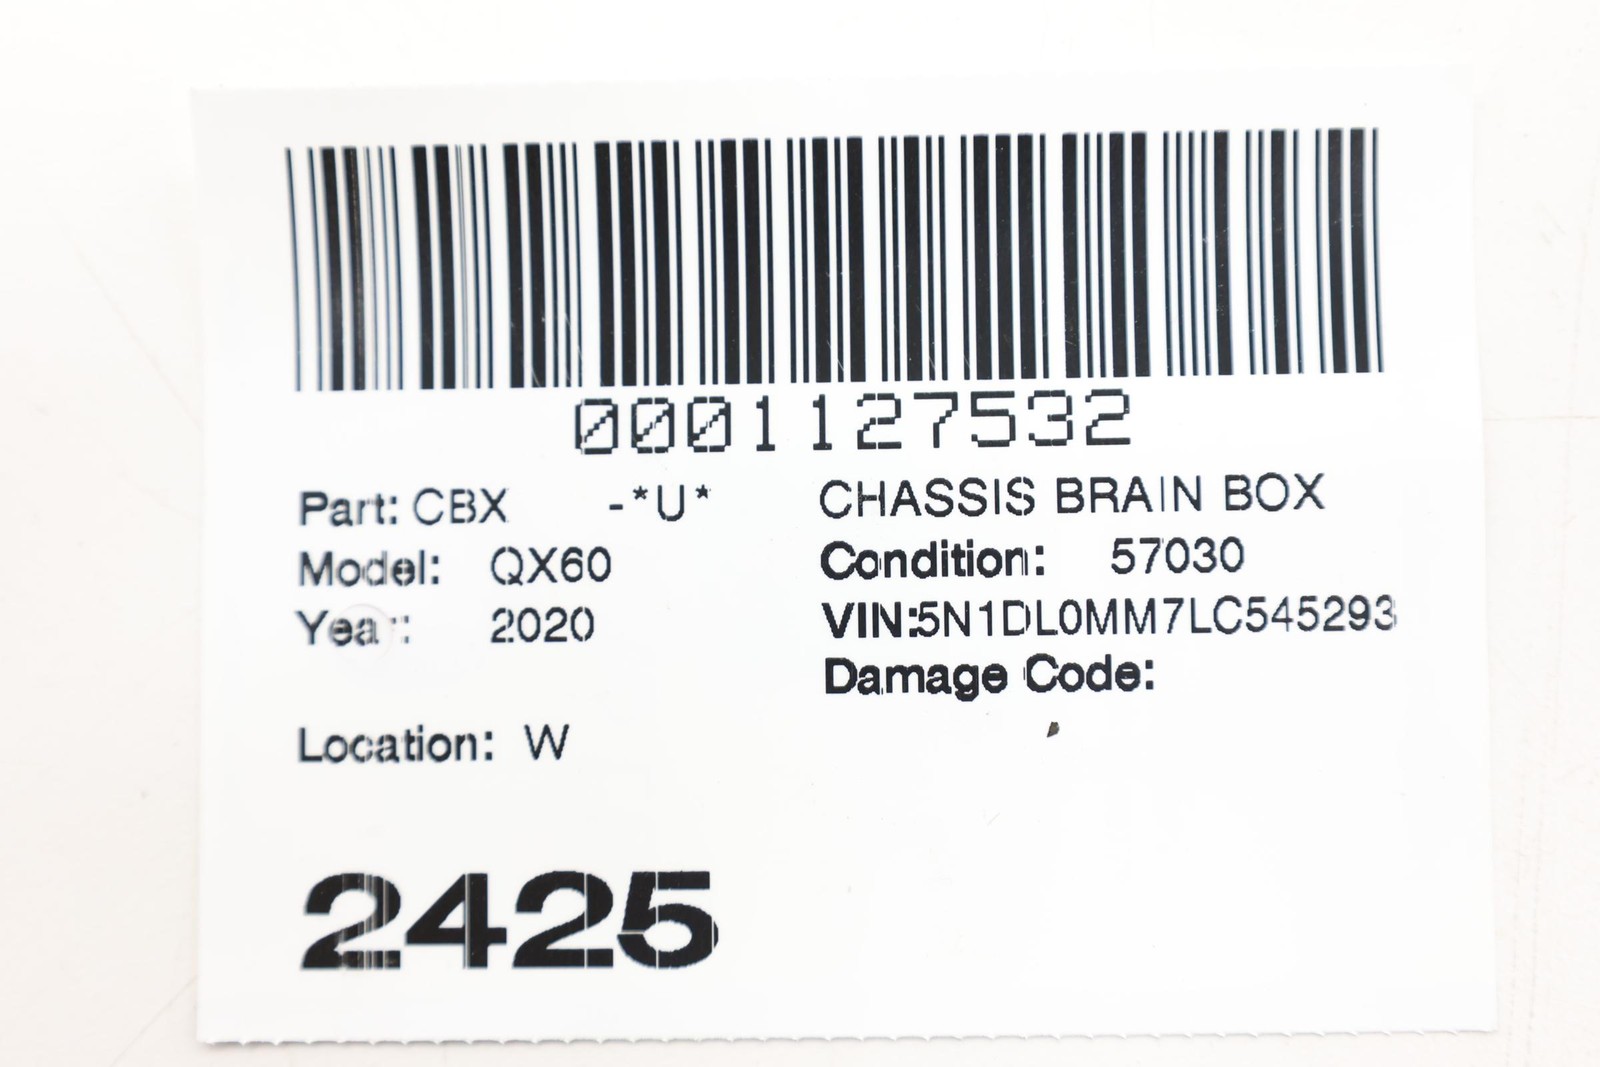 0001127532
Part: CBX -*U* CHASSIS BRAIN BOX
Model: QX60 Condition: 57030
Year: 2020 VIN:5N1DL0MM7LC545293
Damage Code:
Location: W
2425